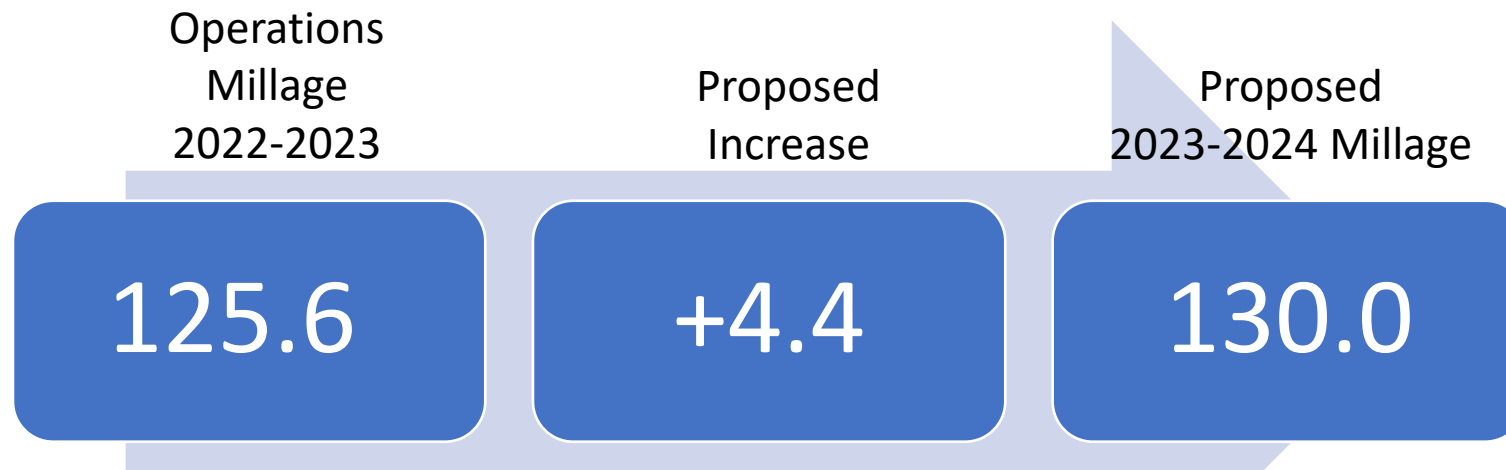 Operations
Millage
2022-2023
Proposed
Increase
Proposed
2023-2024 Millage
125.6
+4.4
130.0